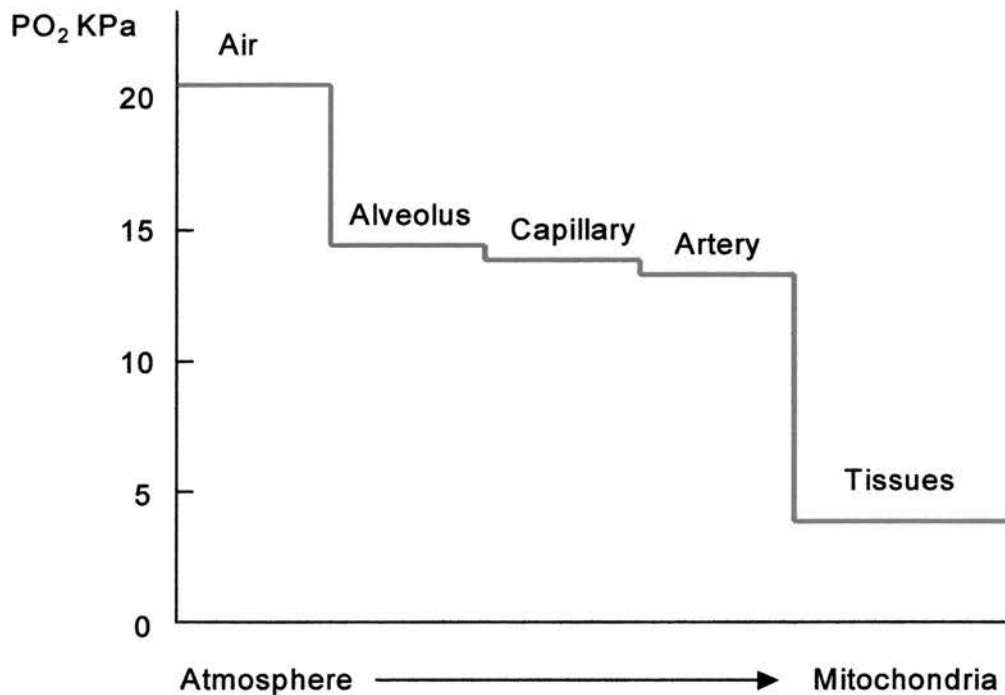 PO₂ KPa
Air
20
Alveolus
15
Capillary
Artery
10
Tissues
5
0
Atmosphere
Mitochondria